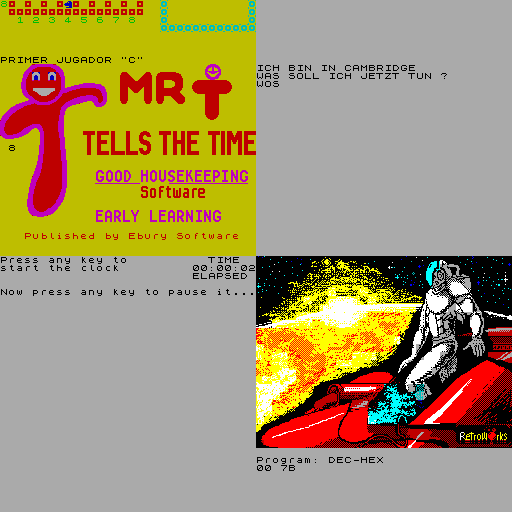 1 2 3 4 5 6 7 8
PRIMER JUGADOR "C"
MR T
8
TELLS THE TIME
GOOD HOUSEKEEPING
Software
EARLY LEARNING
Published by Ebury Software
ICH BIN IN CAMBRIDGE
WAS SOLL ICH JETZT TUN ?
WOS
Press any key to
start the clock
TIME
00:00:02
ELAPSED
Now press any key to pause it...
RetroWorks
Program: DEC-HEX
00 7B